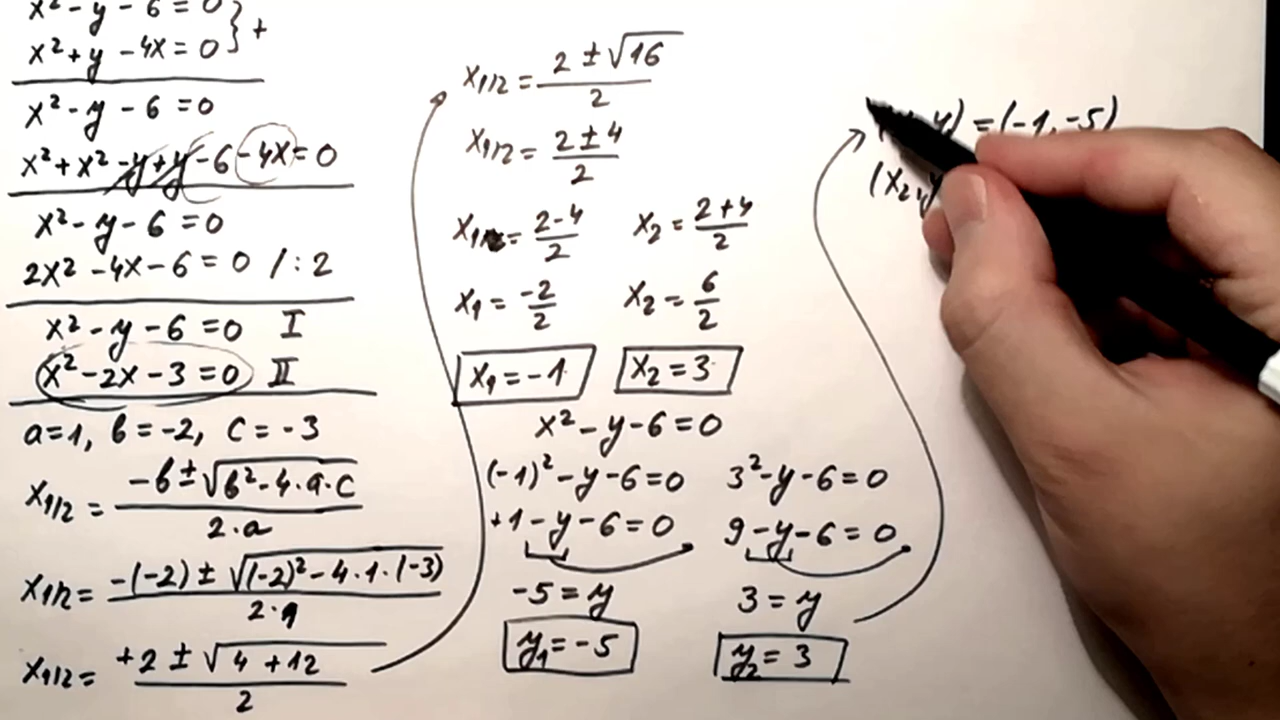 x² - y - 6 = 0 } +
x² + y - 4x = 0
x² - y - 6 = 0
x² + x² - y + y - 6 - 4x = 0
x² - y - 6 = 0
2x² - 4x - 6 = 0 / : 2
x² - y - 6 = 0 I
x² - 2x - 3 = 0 II
a = 1, b = -2, c = -3
x₁/₂ = (-b ± √(b² - 4·a·c)) / (2·a)
x₁/₂ = (-(-2) ± √((-2)² - 4·1·(-3))) / (2·1)
x₁/₂ = (+2 ± √(4 + 12)) / 2
x₁/₂ = (2 ± √16) / 2
x₁/₂ = (2 ± 4) / 2
x₁ = (2 - 4) / 2 x₂ = (2 + 4) / 2
x₁ = -2 / 2 x₂ = 6 / 2
x₁ = -1 x₂ = 3
x² - y - 6 = 0
(-1)² - y - 6 = 0 3² - y - 6 = 0
+1 - y - 6 = 0 9 - y - 6 = 0
-5 = y 3 = y
y₁ = -5 y₂ = 3
y) = (-1, -5)
(x₂, y